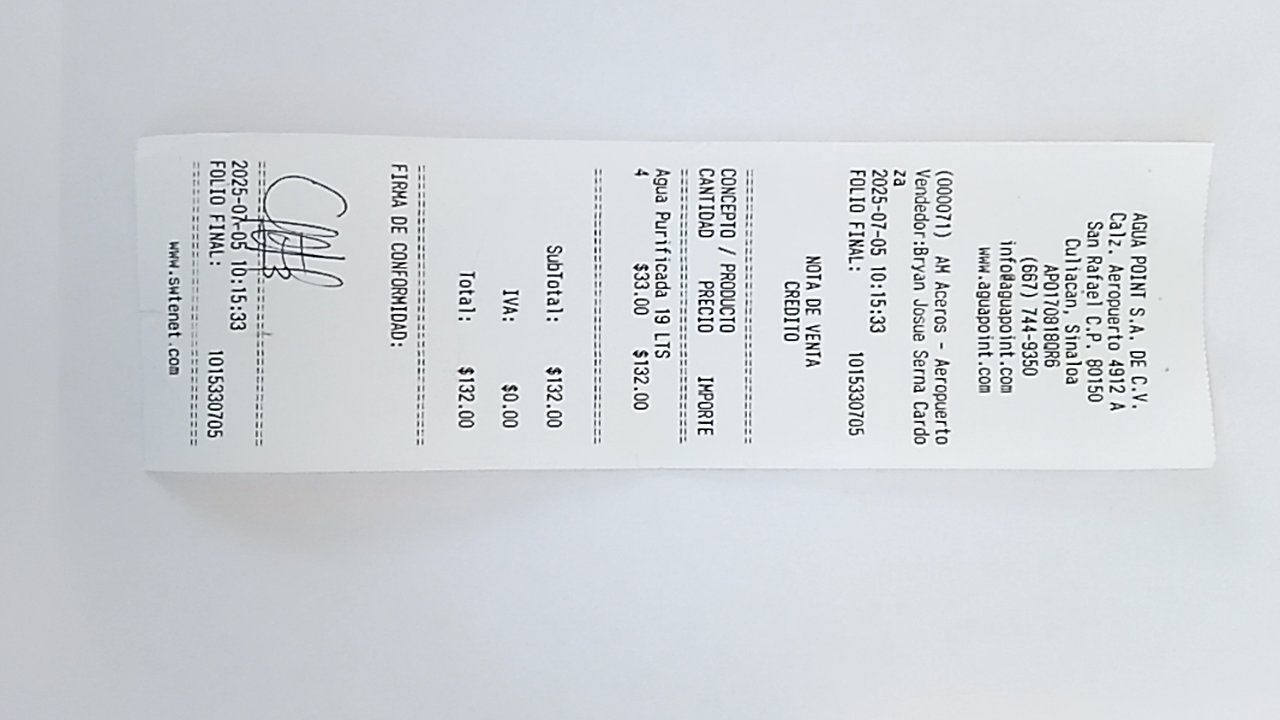 AGUA POINT S.A. DE C.V.
Calz. Aeropuerto 4912 A
San Rafael C.P. 80150
Culiacan, Sinaloa
APO170818QR6
(667) 744-9350
info@aguapoint.com
www.aguapoint.com
(000071) AM Aceros - Aeropuerto
Vendedor:Bryan Josue Serna Cardo
za
2025-07-05 10:15:33
FOLIO FINAL: 1015330705
NOTA DE VENTA
CREDITO
CONCEPTO / PRODUCTO
CANTIDAD PRECIO IMPORTE
Agua Purificada 19 LTS
4 $33.00 $132.00
SubTotal: $132.00
IVA: $0.00
Total: $132.00
FIRMA DE CONFORMIDAD:
2025-07-05 10:15:33
FOLIO FINAL: 1015330705
www.swtenet.com